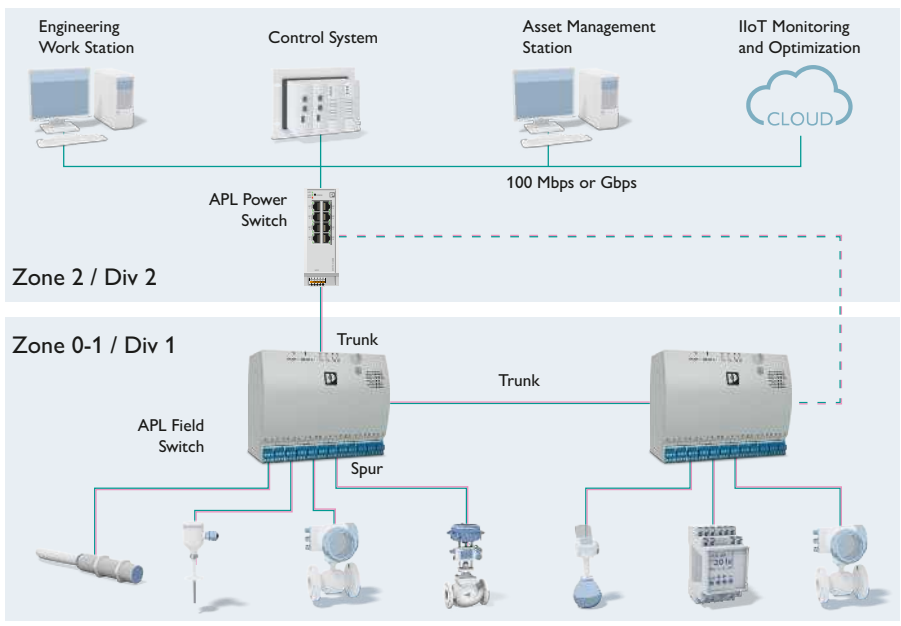 Engineering
Work Station
Control System
Asset Management
Station
IIoT Monitoring
and Optimization
CLOUD
100 Mbps or Gbps
APL Power
Switch
Zone 2 / Div 2
Zone 0-1 / Div 1
Trunk
Trunk
APL Field
Switch
Spur